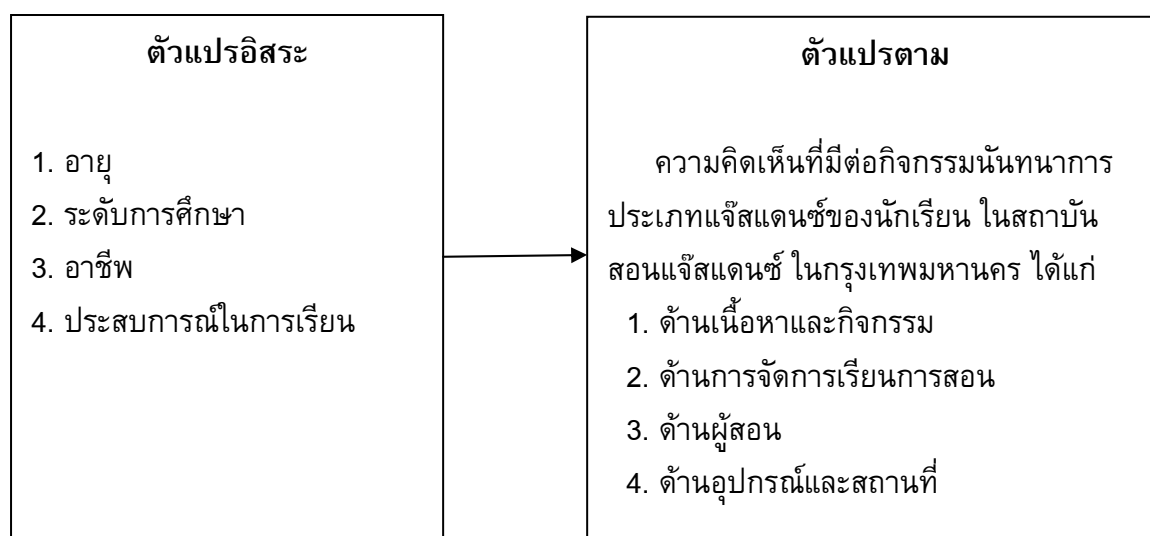 ตัวแปรอิสระ
1. อายุ
2. ระดับการศึกษา
3. อาชีพ
4. ประสบการณ์ในการเรียน
ตัวแปรตาม
ความคิดเห็นที่มีต่อกิจกรรมนันทนาการ
ประเภทแจ๊สแดนซ์ของนักเรียน ในสถาบัน
สอนแจ๊สแดนซ์ ในกรุงเทพมหานคร ได้แก่
1. ด้านเนื้อหาและกิจกรรม
2. ด้านการจัดการเรียนการสอน
3. ด้านผู้สอน
4. ด้านอุปกรณ์และสถานที่